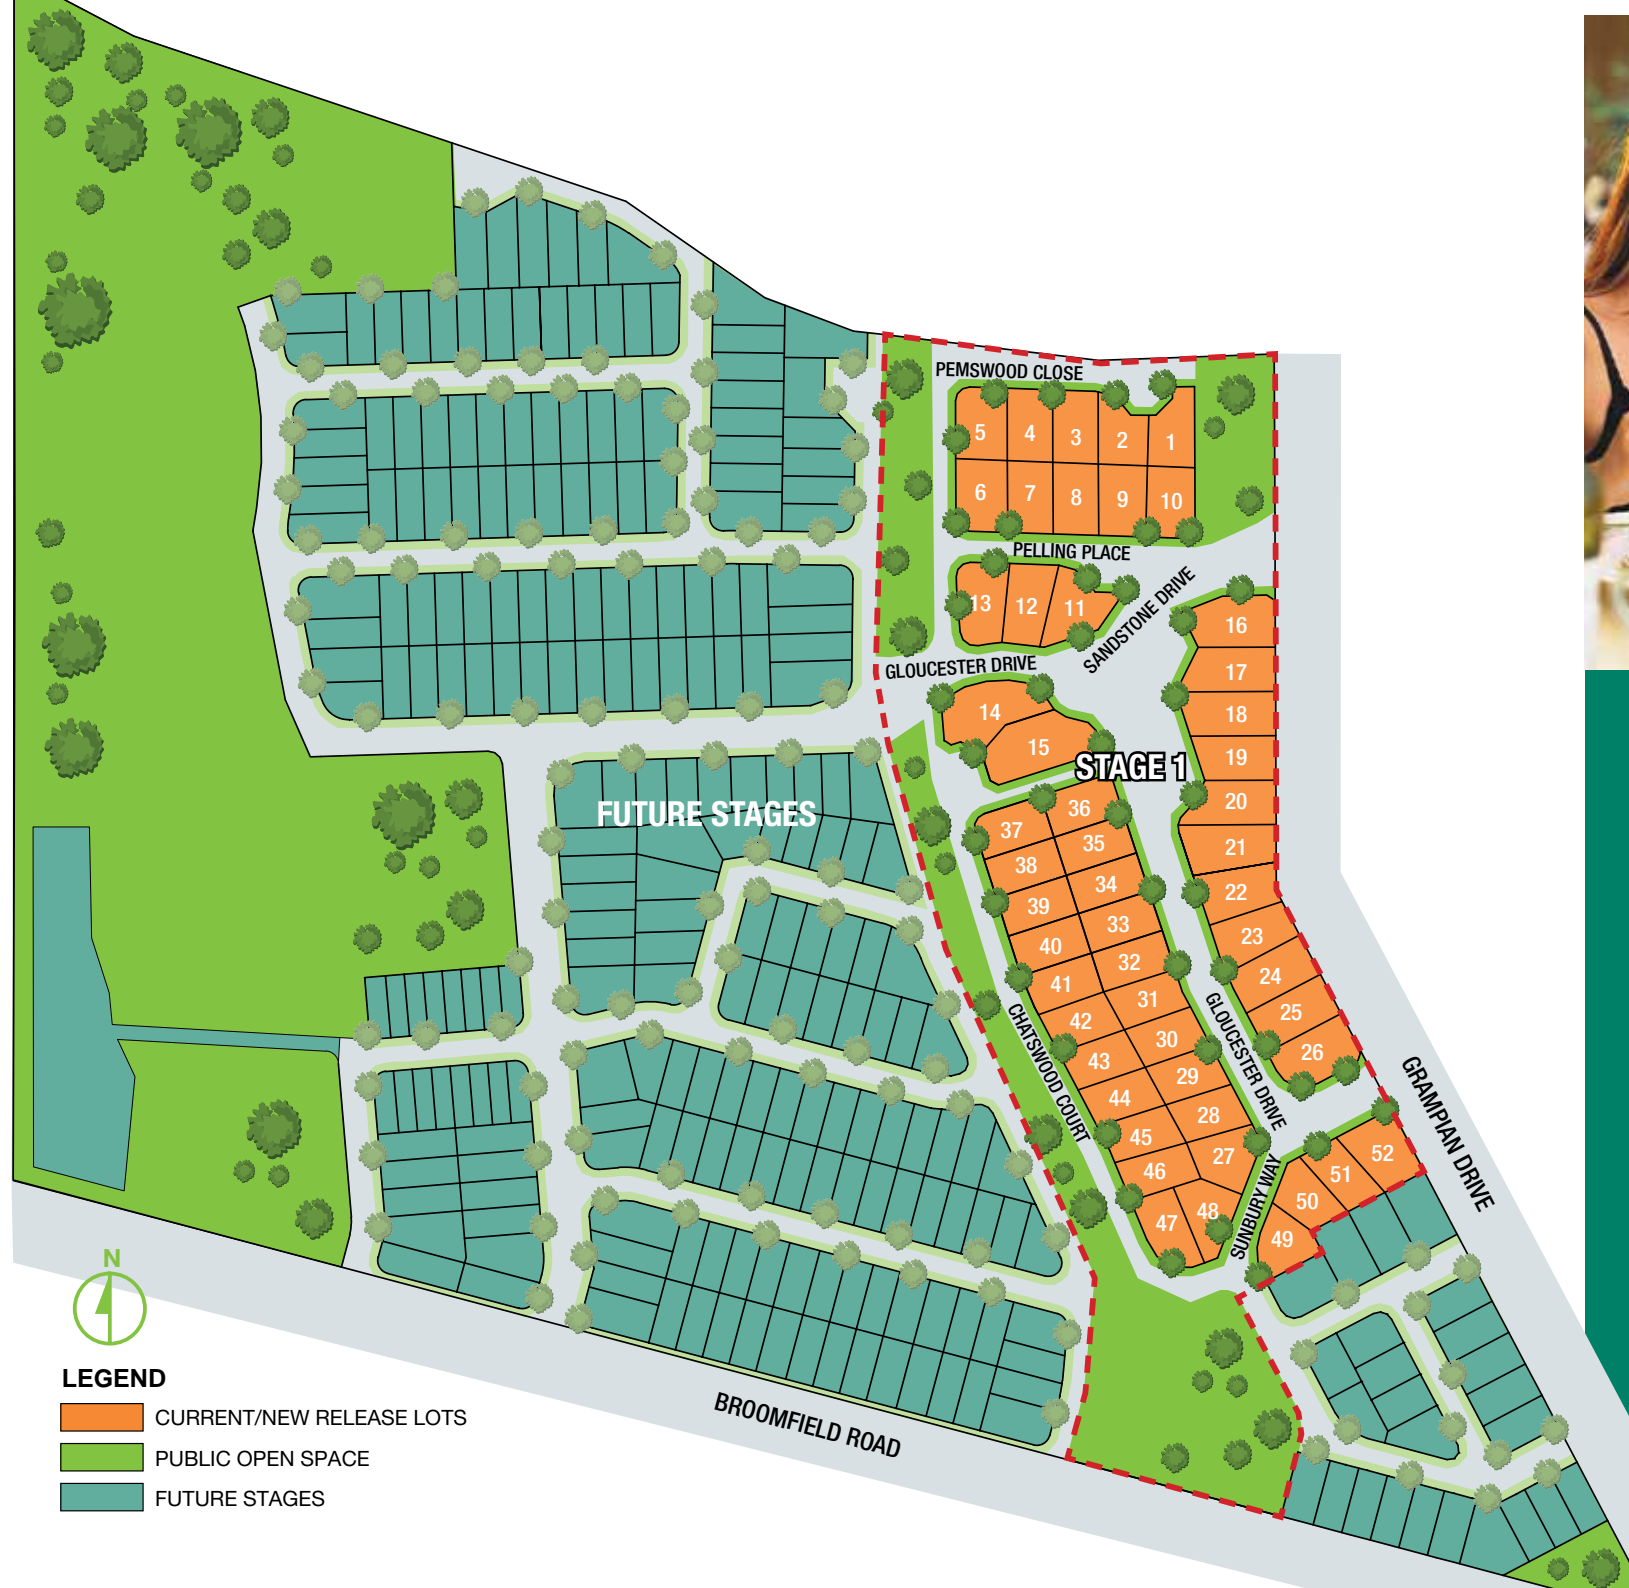 PEMSWOOD CLOSE
5 4 3 2 1
6 7 8 9 10
PELLING PLACE
13 12 11
SANDSTONE DRIVE
GLOUCESTER DRIVE
14
15
16
17
18
19
20
21
22
23
24
25
26
STAGE 1
FUTURE STAGES
37 36
38 35
39 34
40 33
41 32
42 31
43 30
44 29
45 28
46 27
47 48
CHATSWOOD COURT
GLOUCESTER DRIVE
GRAMPIAN DRIVE
SUNBURY WAY
52
51
50
49
BROOMFIELD ROAD
N
LEGEND
CURRENT/NEW RELEASE LOTS
PUBLIC OPEN SPACE
FUTURE STAGES